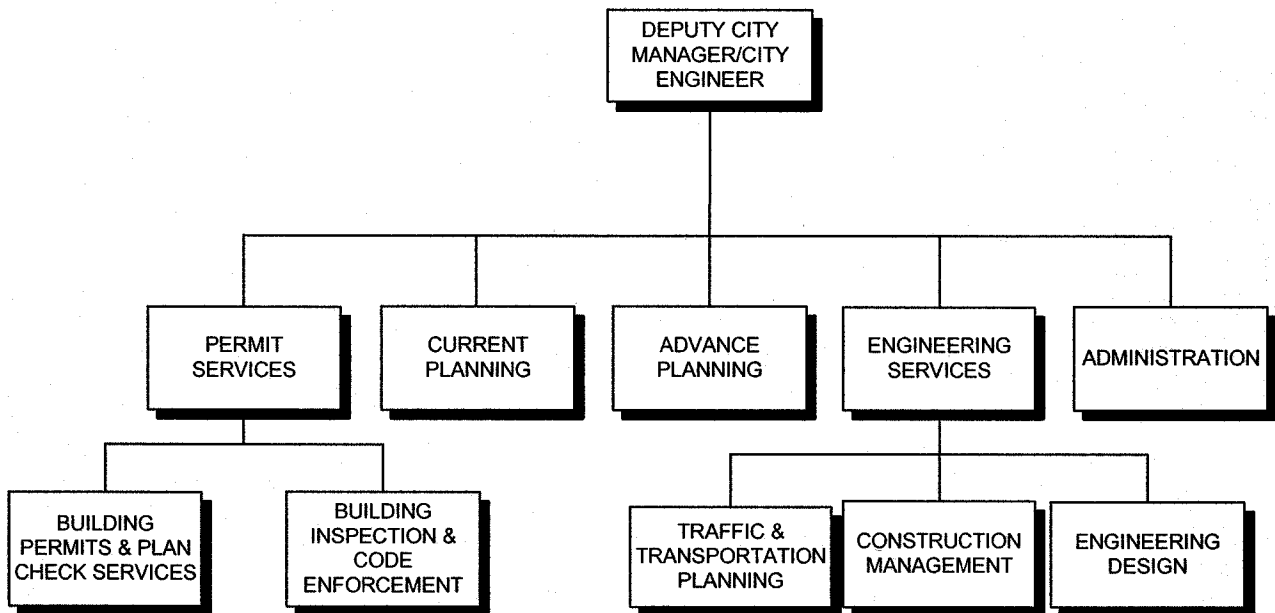 DEPUTY CITY
MANAGER/CITY
ENGINEER
PERMIT
SERVICES
CURRENT
PLANNING
ADVANCE
PLANNING
ENGINEERING
SERVICES
ADMINISTRATION
BUILDING
PERMITS & PLAN
CHECK SERVICES
BUILDING
INSPECTION &
CODE
ENFORCEMENT
TRAFFIC &
TRANSPORTATION
PLANNING
CONSTRUCTION
MANAGEMENT
ENGINEERING
DESIGN